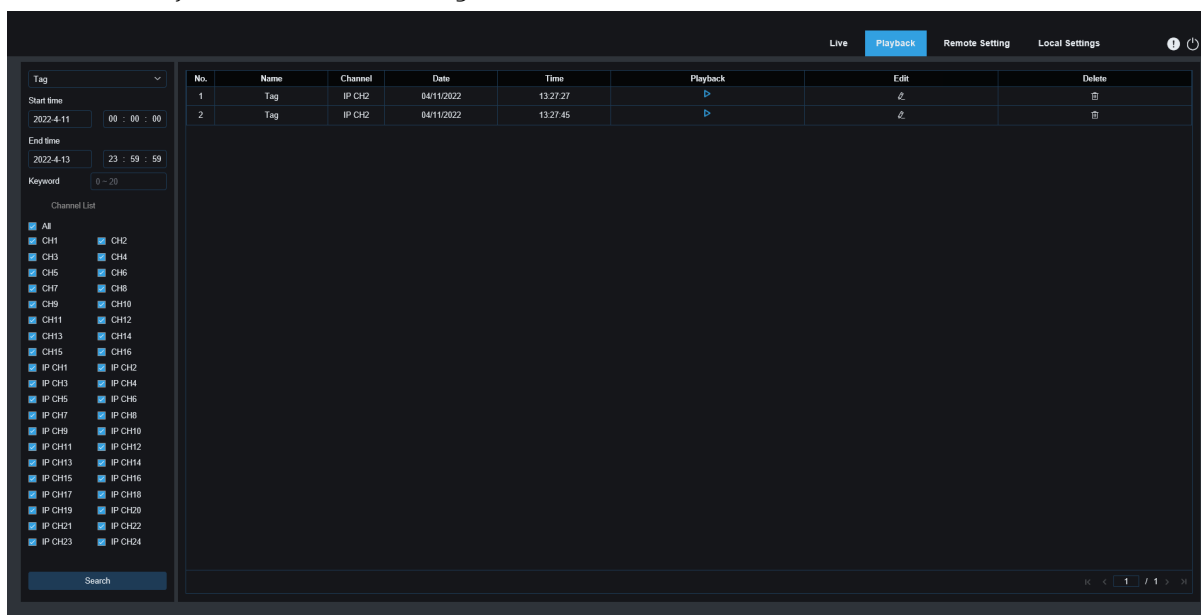 Live Playback Remote Setting Local Settings
Tag
Start time
2022-4-11 00 : 00 : 00
End time
2022-4-13 23 : 59 : 59
Keyword 0 ~ 20
Channel List
All
CH1 CH2
CH3 CH4
CH5 CH6
CH7 CH8
CH9 CH10
CH11 CH12
CH13 CH14
CH15 CH16
IP CH1 IP CH2
IP CH3 IP CH4
IP CH5 IP CH6
IP CH7 IP CH8
IP CH9 IP CH10
IP CH11 IP CH12
IP CH13 IP CH14
IP CH15 IP CH16
IP CH17 IP CH18
IP CH19 IP CH20
IP CH21 IP CH22
IP CH23 IP CH24
Search
No. Name Channel Date Time Playback Edit Delete
1 Tag IP CH2 04/11/2022 13:27:27
2 Tag IP CH2 04/11/2022 13:27:45
1 / 1